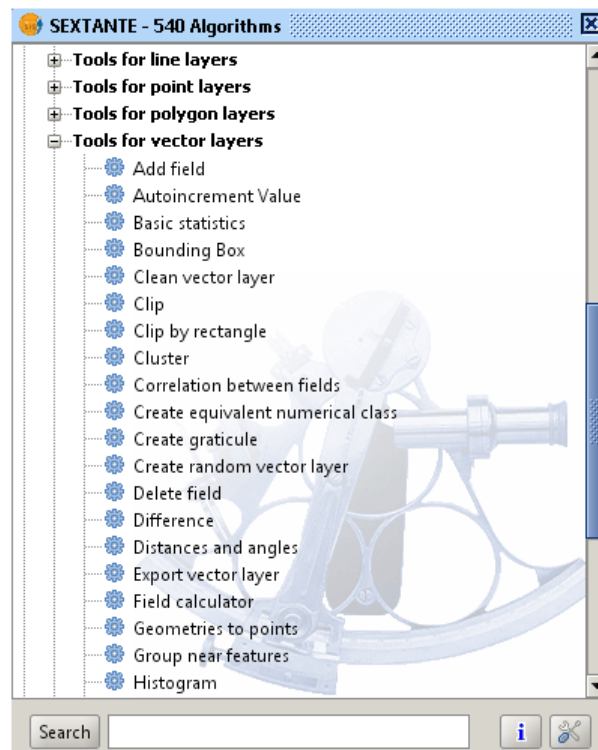 SEXTANTE - 540 Algorithms
Tools for line layers
Tools for point layers
Tools for polygon layers
Tools for vector layers
Add field
Autoincrement Value
Basic statistics
Bounding Box
Clean vector layer
Clip
Clip by rectangle
Cluster
Correlation between fields
Create equivalent numerical class
Create graticule
Create random vector layer
Delete field
Difference
Distances and angles
Export vector layer
Field calculator
Geometries to points
Group near features
Histogram
Search
i